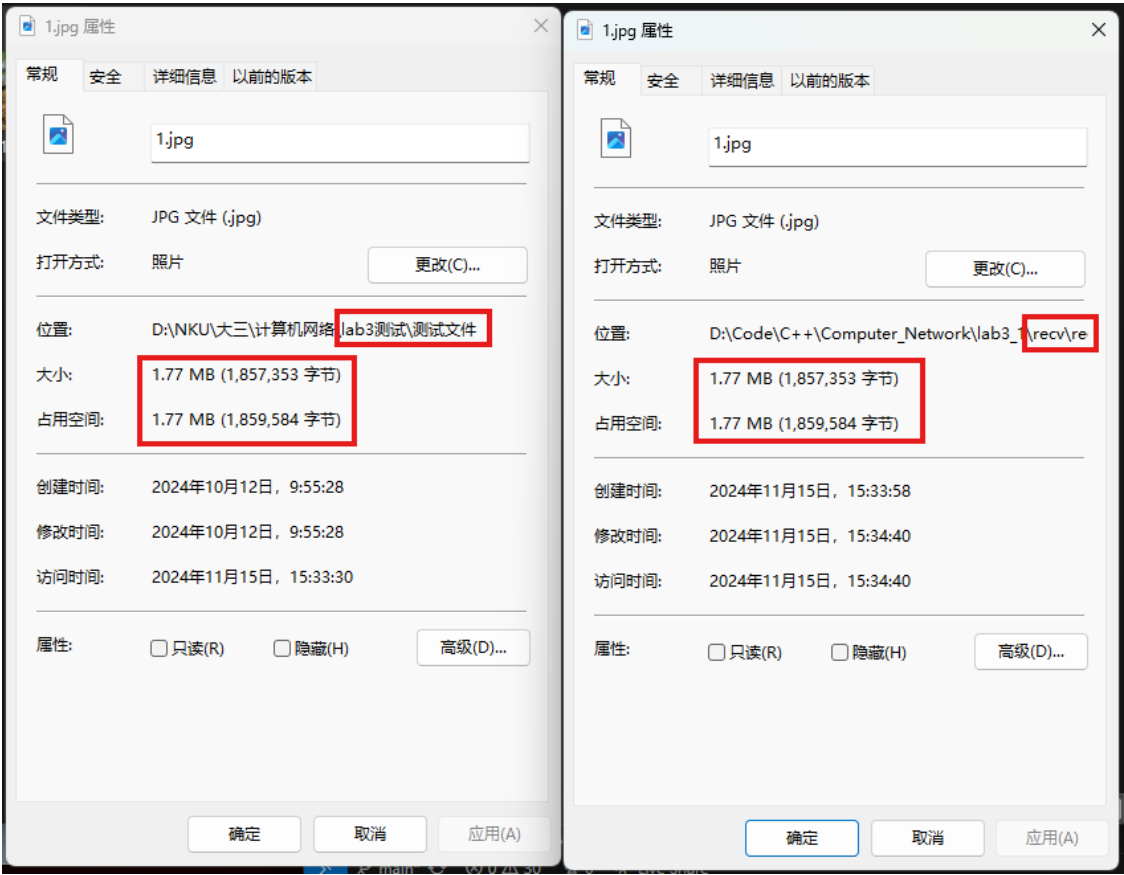 1.jpg 属性
常规 安全 详细信息 以前的版本
1.jpg
文件类型: JPG 文件 (.jpg)
打开方式: 照片 更改(C)...
位置: D:\NKU\大三\计算机网络\lab3测试\测试文件
大小: 1.77 MB (1,857,353 字节)
占用空间: 1.77 MB (1,859,584 字节)
创建时间: 2024年10月12日，9:55:28
修改时间: 2024年10月12日，9:55:28
访问时间: 2024年11月15日，15:33:30
属性: 只读(R) 隐藏(H) 高级(D)...
确定 取消 应用(A)
1.jpg 属性
常规 安全 详细信息 以前的版本
1.jpg
文件类型: JPG 文件 (.jpg)
打开方式: 照片 更改(C)...
位置: D:\Code\C++\Computer_Network\lab3_1\recv\re
大小: 1.77 MB (1,857,353 字节)
占用空间: 1.77 MB (1,859,584 字节)
创建时间: 2024年11月15日，15:33:58
修改时间: 2024年11月15日，15:34:40
访问时间: 2024年11月15日，15:34:40
属性: 只读(R) 隐藏(H) 高级(D)...
确定 取消 应用(A)
main